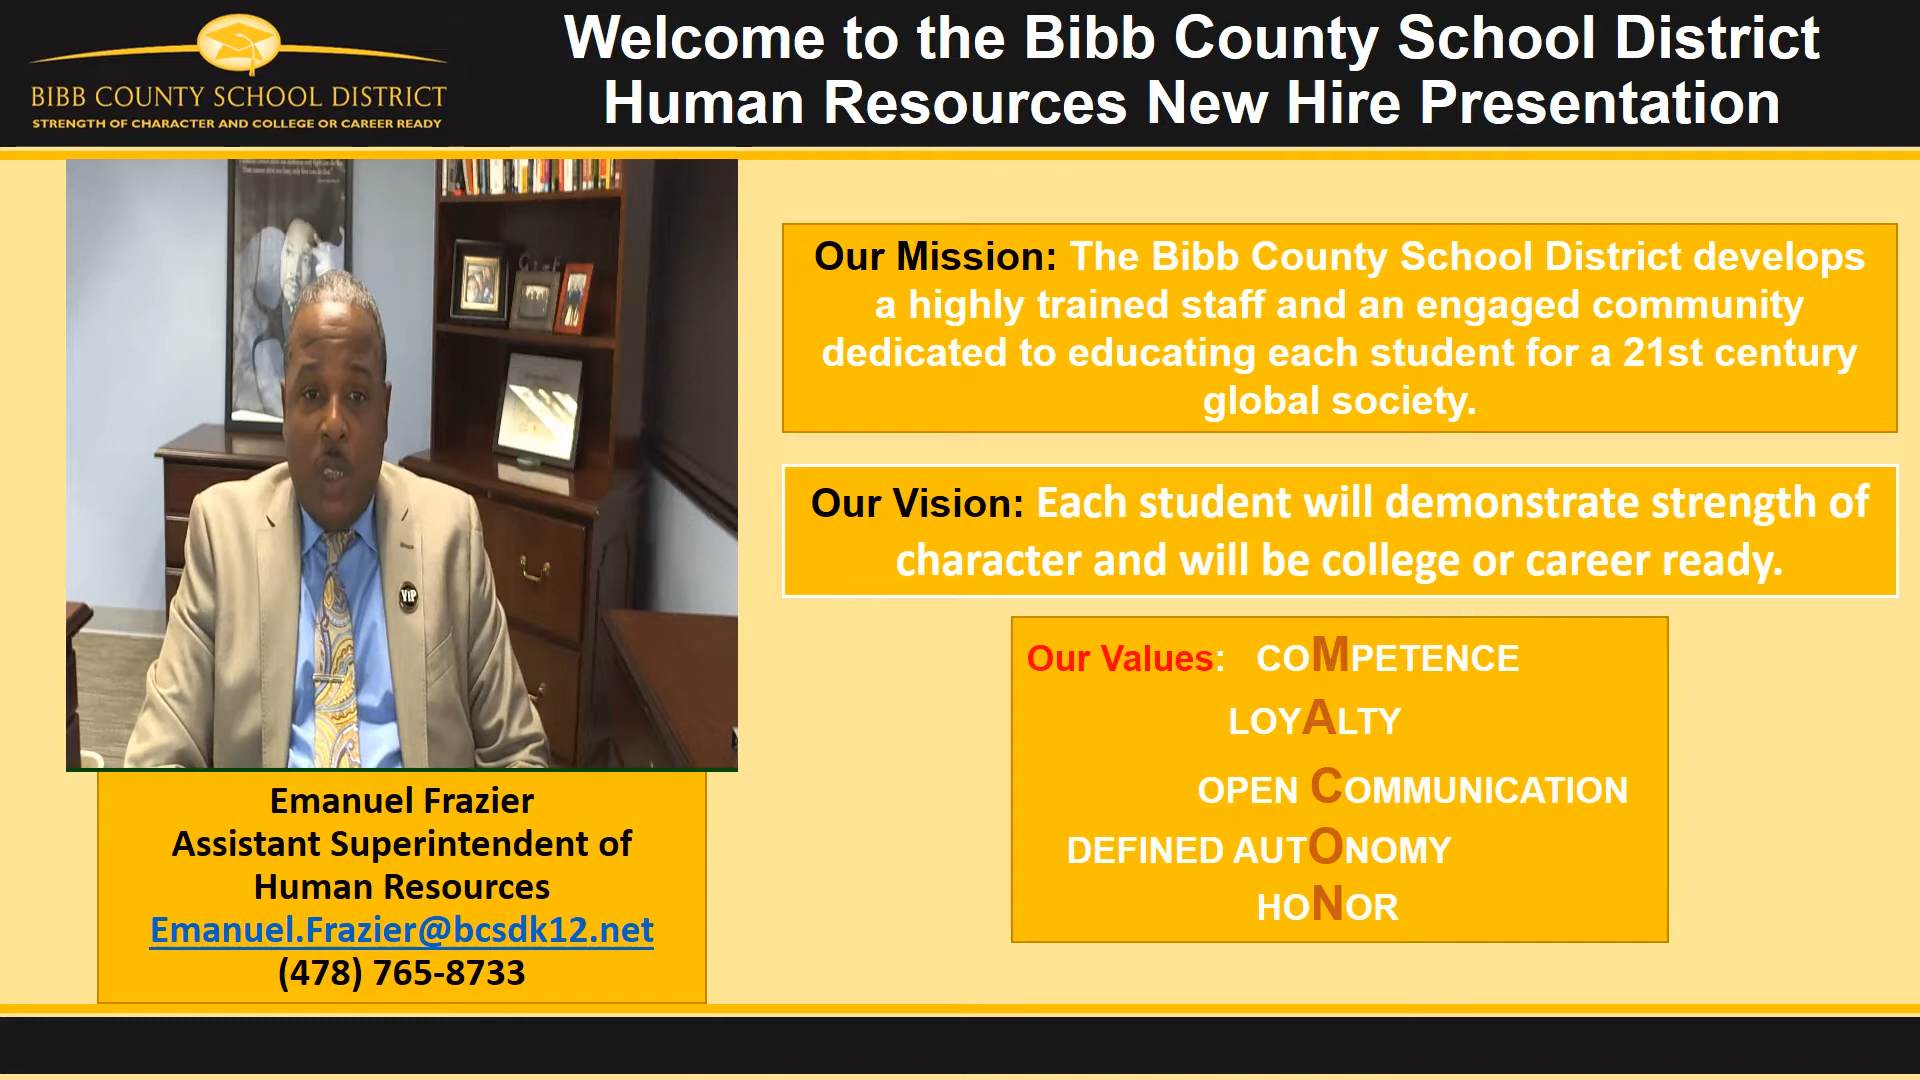 BIBB COUNTY SCHOOL DISTRICT
STRENGTH OF CHARACTER AND COLLEGE OR CAREER READY
Welcome to the Bibb County School District
Human Resources New Hire Presentation
VIP
Emanuel Frazier
Assistant Superintendent of
Human Resources
Emanuel.Frazier@bcsdk12.net
(478) 765-8733
Our Mission: The Bibb County School District develops
a highly trained staff and an engaged community
dedicated to educating each student for a 21st century
global society.
Our Vision: Each student will demonstrate strength of
character and will be college or career ready.
Our Values: COMPETENCE
LOYALTY
OPEN COMMUNICATION
DEFINED AUTONOMY
HONOR